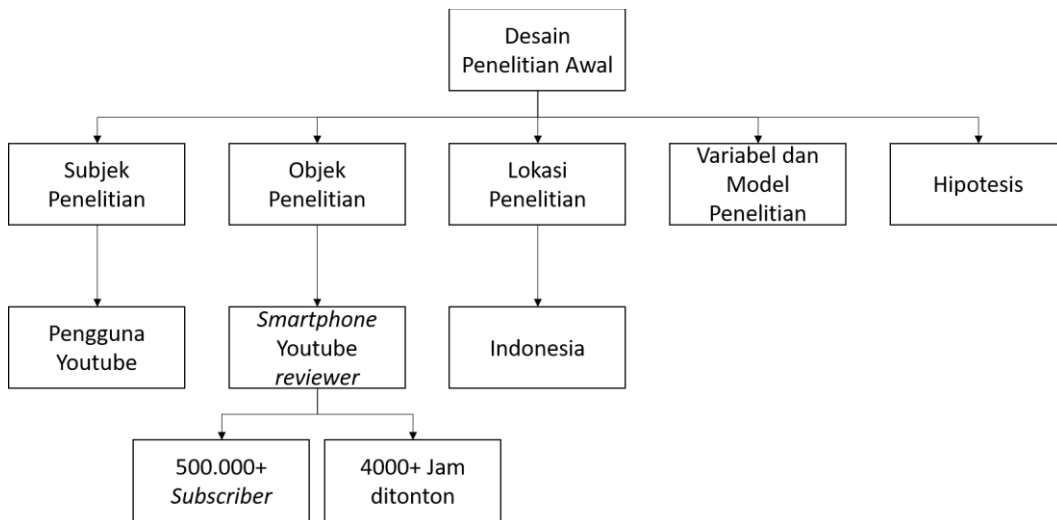 Desain
Penelitian Awal
Subjek
Penelitian
Objek
Penelitian
Lokasi
Penelitian
Variabel dan
Model
Penelitian
Hipotesis
Pengguna
Youtube
Smartphone
Youtube
reviewer
Indonesia
500.000+
Subscriber
4000+ Jam
ditonton